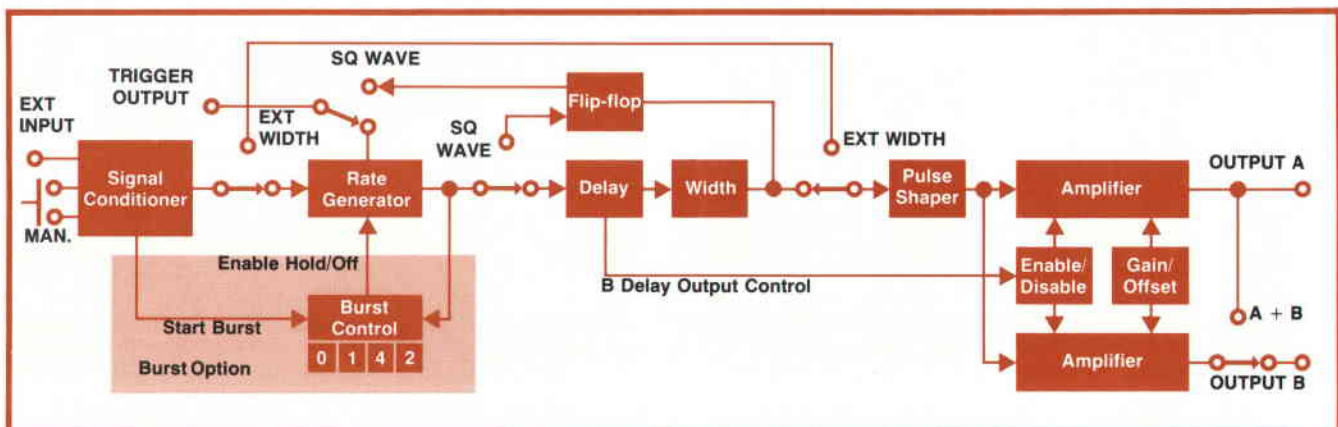 SQ WAVE
TRIGGER
OUTPUT
EXT
INPUT
EXT
WIDTH
SQ
WAVE
Flip-flop
EXT WIDTH
OUTPUT A
Signal
Conditioner
Rate
Generator
Delay
Width
Pulse
Shaper
Amplifier
MAN.
Enable Hold/Off
B Delay Output Control
Enable/
Disable
Gain/
Offset
Start Burst
Burst
Control
0 1 4 2
A + B
Burst Option
Amplifier
OUTPUT B